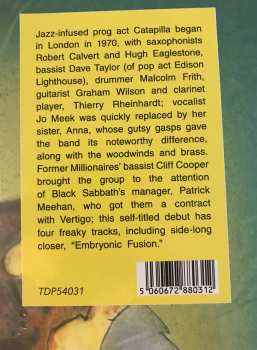 Jazz-infused prog act Catapilla began
in London in 1970, with saxophonists
Robert Calvert and Hugh Eaglestone,
bassist Dave Taylor (of pop act Edison
Lighthouse), drummer Malcolm Frith,
guitarist Graham Wilson and clarinet
player, Thierry Rheinhardt; vocalist
Jo Meek was quickly replaced by her
sister, Anna, whose gutsy gasps gave
the band its noteworthy difference,
along with the woodwinds and brass.
Former Millionaires' bassist Cliff Cooper
brought the group to the attention
of Black Sabbath's manager, Patrick
Meehan, who got them a contract
with Vertigo; this self-titled debut has
four freaky tracks, including side-long
closer, “Embryonic Fusion.”
TDP54031
5 060672 880312 >